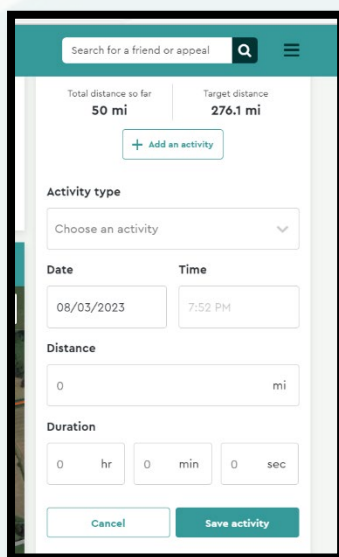 Search for a friend or appeal
Total distance so far Target distance
50 mi 276.1 mi
+ Add an activity
Activity type
Choose an activity
Date Time
08/03/2023 7:52 PM
Distance
0 mi
Duration
0 hr 0 min 0 sec
Cancel Save activity